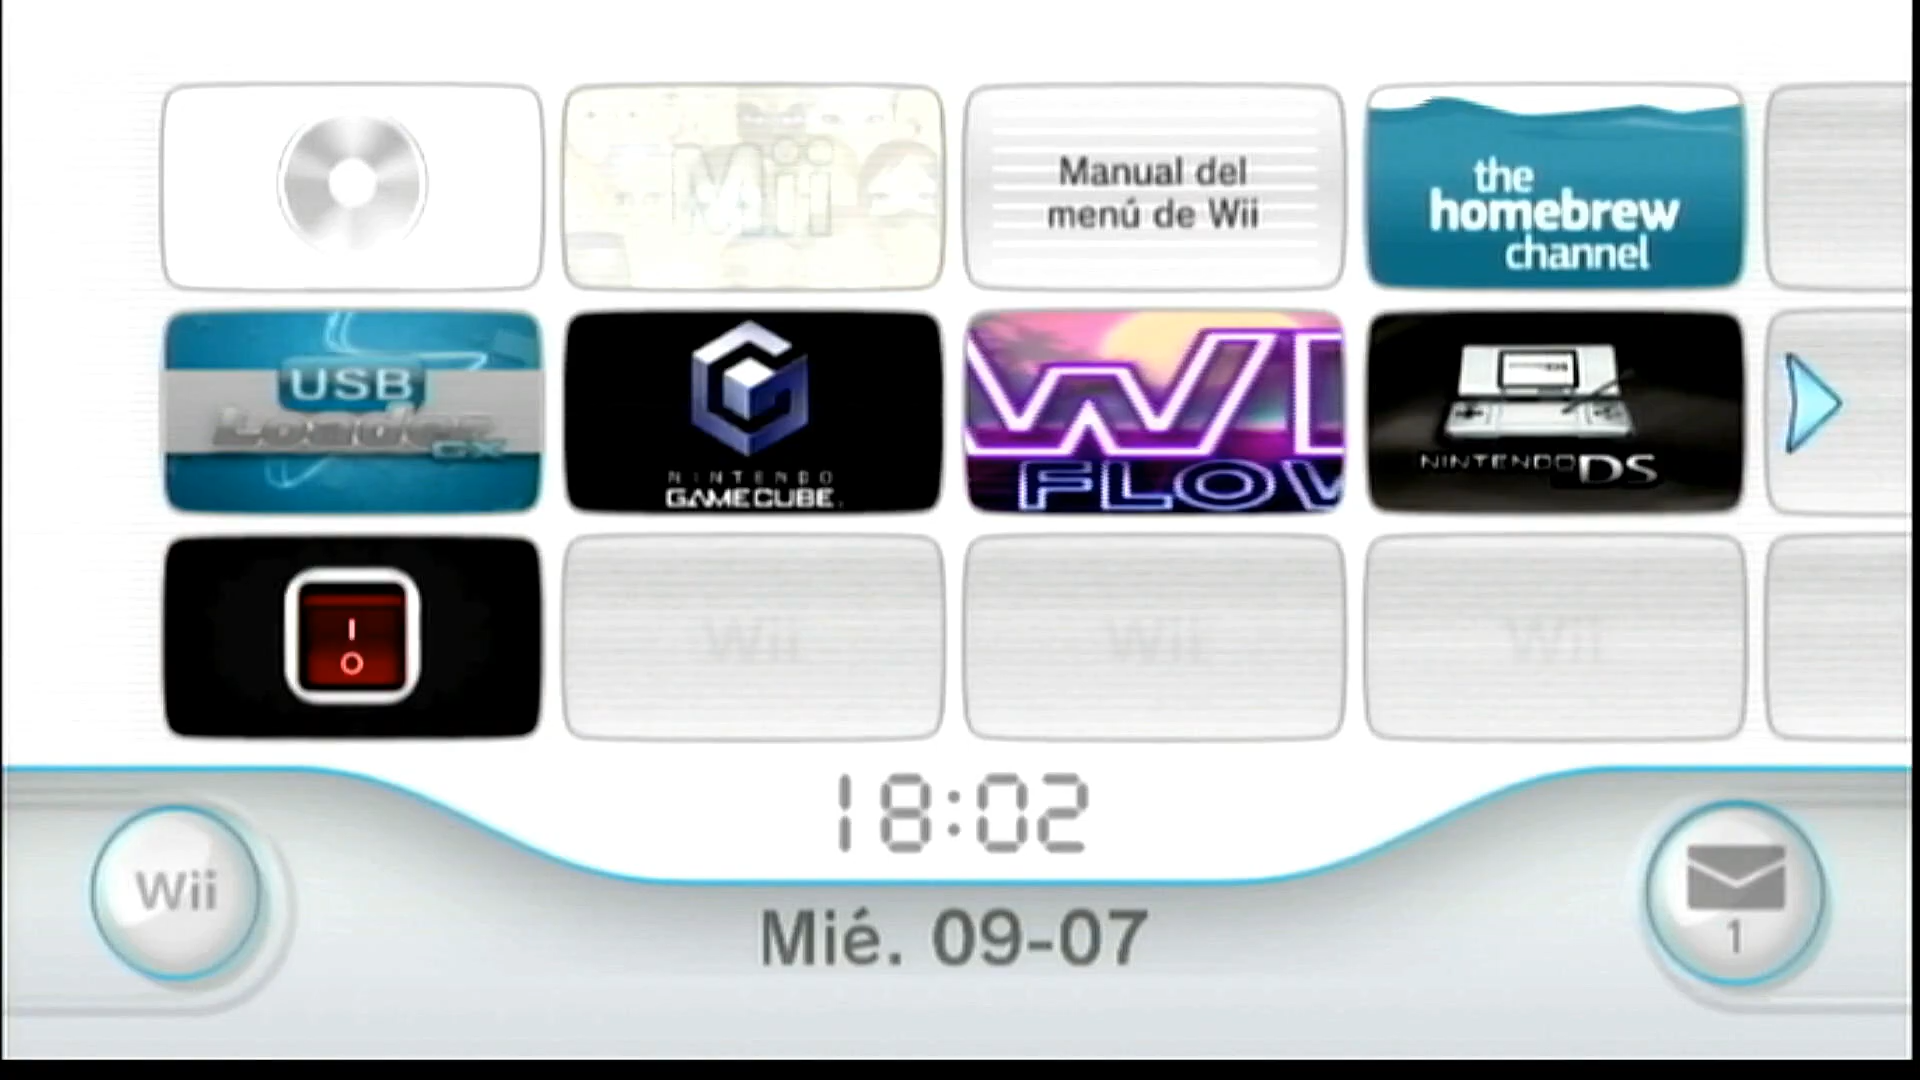 Mii
Manual del
menú de Wii
the
homebrew
channel
USB
Loader
GX
NINTENDO
GAMECUBE
WI
FLOW
NINTENDO DS
I
O
Wii
Wii
Wii
18:02
Wii
Mié. 09-07
1